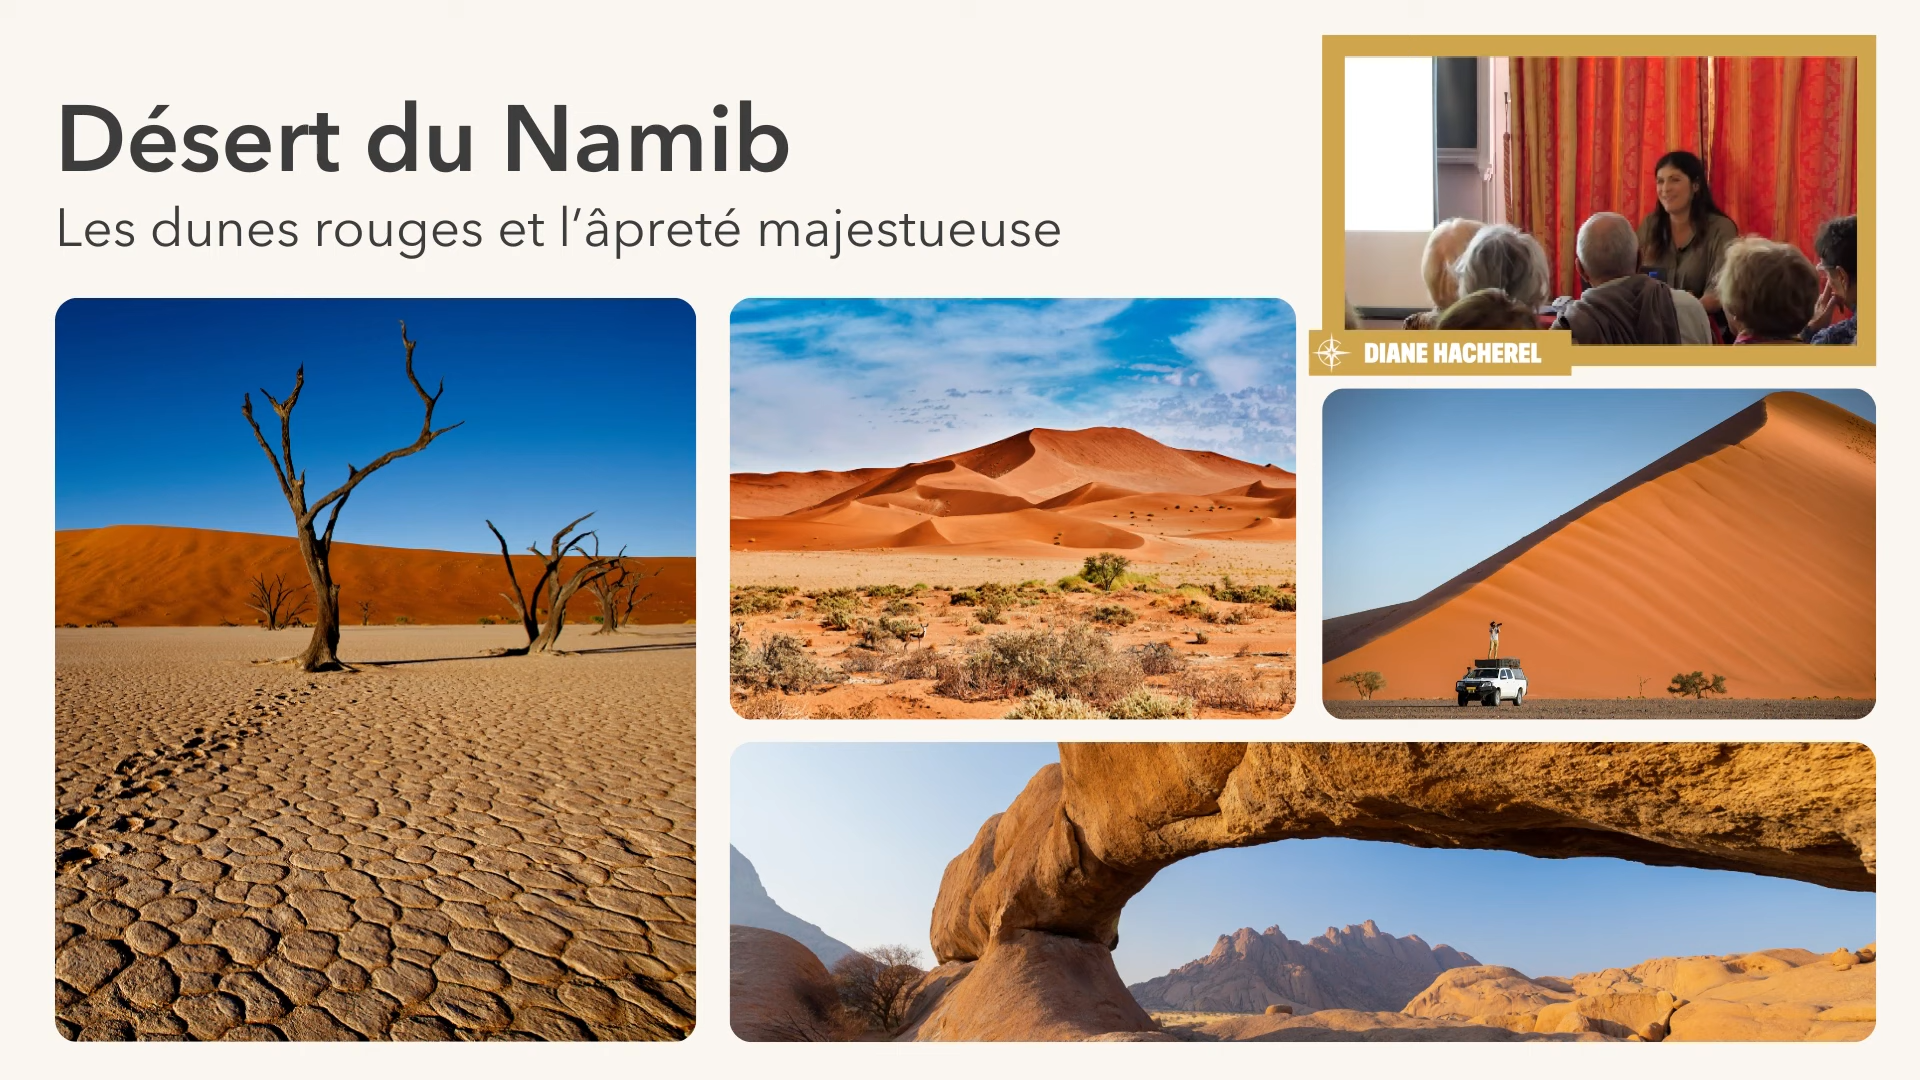 Désert du Namib
Les dunes rouges et l’âpreté majestueuse
DIANE HACHEREL